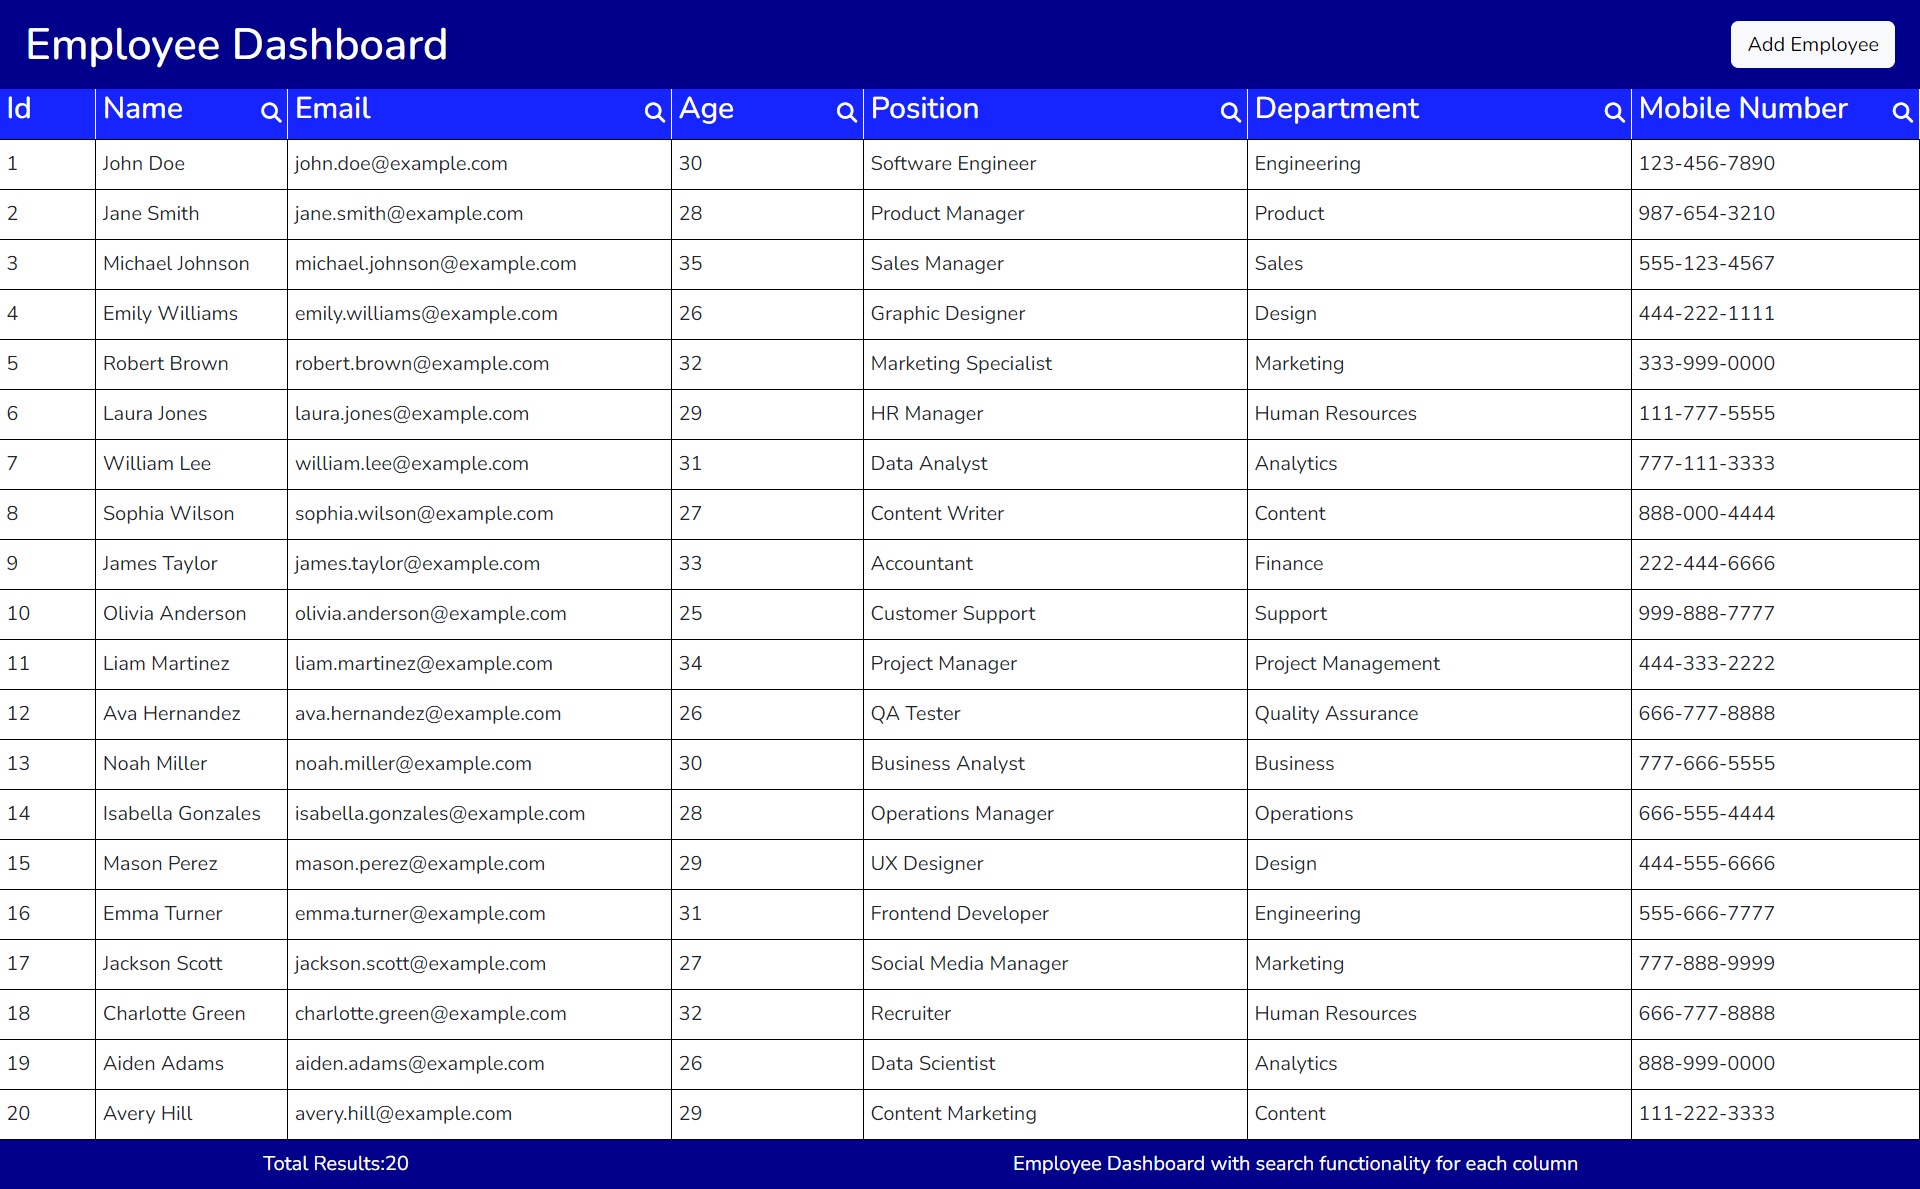 Employee Dashboard Add Employee
Id Name Email Age Position Department Mobile Number
1 John Doe john.doe@example.com 30 Software Engineer Engineering 123-456-7890
2 Jane Smith jane.smith@example.com 28 Product Manager Product 987-654-3210
3 Michael Johnson michael.johnson@example.com 35 Sales Manager Sales 555-123-4567
4 Emily Williams emily.williams@example.com 26 Graphic Designer Design 444-222-1111
5 Robert Brown robert.brown@example.com 32 Marketing Specialist Marketing 333-999-0000
6 Laura Jones laura.jones@example.com 29 HR Manager Human Resources 111-777-5555
7 William Lee william.lee@example.com 31 Data Analyst Analytics 777-111-3333
8 Sophia Wilson sophia.wilson@example.com 27 Content Writer Content 888-000-4444
9 James Taylor james.taylor@example.com 33 Accountant Finance 222-444-6666
10 Olivia Anderson olivia.anderson@example.com 25 Customer Support Support 999-888-7777
11 Liam Martinez liam.martinez@example.com 34 Project Manager Project Management 444-333-2222
12 Ava Hernandez ava.hernandez@example.com 26 QA Tester Quality Assurance 666-777-8888
13 Noah Miller noah.miller@example.com 30 Business Analyst Business 777-666-5555
14 Isabella Gonzales isabella.gonzales@example.com 28 Operations Manager Operations 666-555-4444
15 Mason Perez mason.perez@example.com 29 UX Designer Design 444-555-6666
16 Emma Turner emma.turner@example.com 31 Frontend Developer Engineering 555-666-7777
17 Jackson Scott jackson.scott@example.com 27 Social Media Manager Marketing 777-888-9999
18 Charlotte Green charlotte.green@example.com 32 Recruiter Human Resources 666-777-8888
19 Aiden Adams aiden.adams@example.com 26 Data Scientist Analytics 888-999-0000
20 Avery Hill avery.hill@example.com 29 Content Marketing Content 111-222-3333
Total Results:20 Employee Dashboard with search functionality for each column